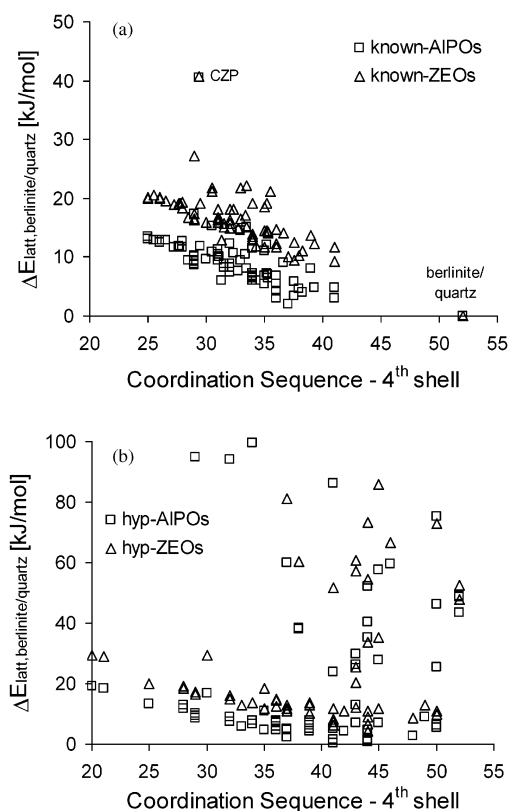 (a)
known-AlPOs
known-ZEOs
CZP
berlinite/
quartz
50
40
30
20
10
0
20 25 30 35 40 45 50 55
ΔElatt,berlinite/quartz [kJ/mol]
Coordination Sequence - 4th shell
(b)
hyp-AlPOs
hyp-ZEOs
100
80
60
40
20
0
20 25 30 35 40 45 50 55
ΔElatt,berlinite/quartz [kJ/mol]
Coordination Sequence - 4th shell